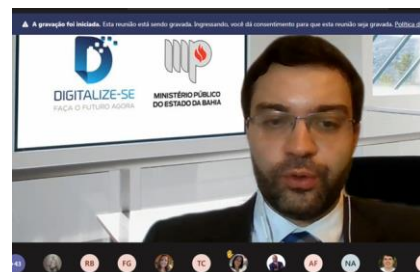 A gravação foi iniciada. Esta reunião está sendo gravada. Ingressando, você dá consentimento para que esta reunião seja gravada. Política
DIGITALIZE-SE
FAÇA O FUTURO AGORA
MINISTÉRIO PÚBLICO
DO ESTADO DA BAHIA
+43 RB FG TC AF NA